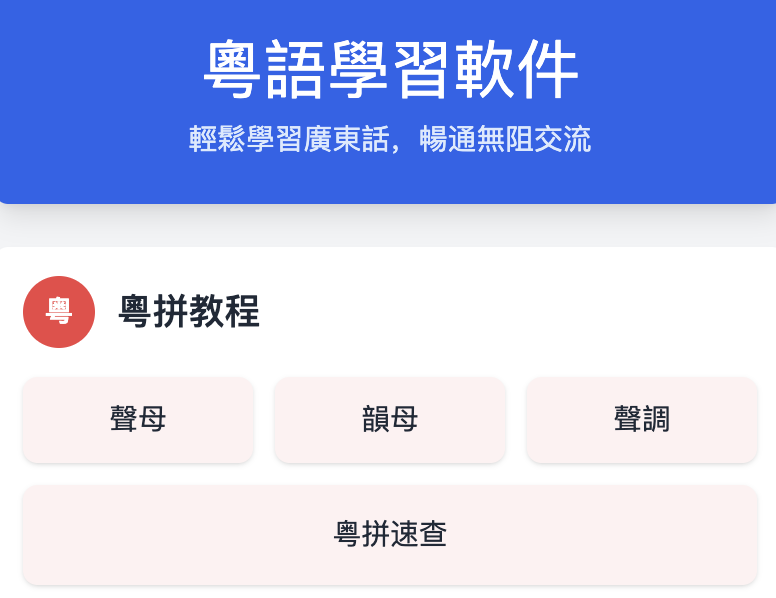 粵語學習軟件
輕鬆學習廣東話，暢通無阻交流
粵
粵拼教程
聲母
韻母
聲調
粵拼速查